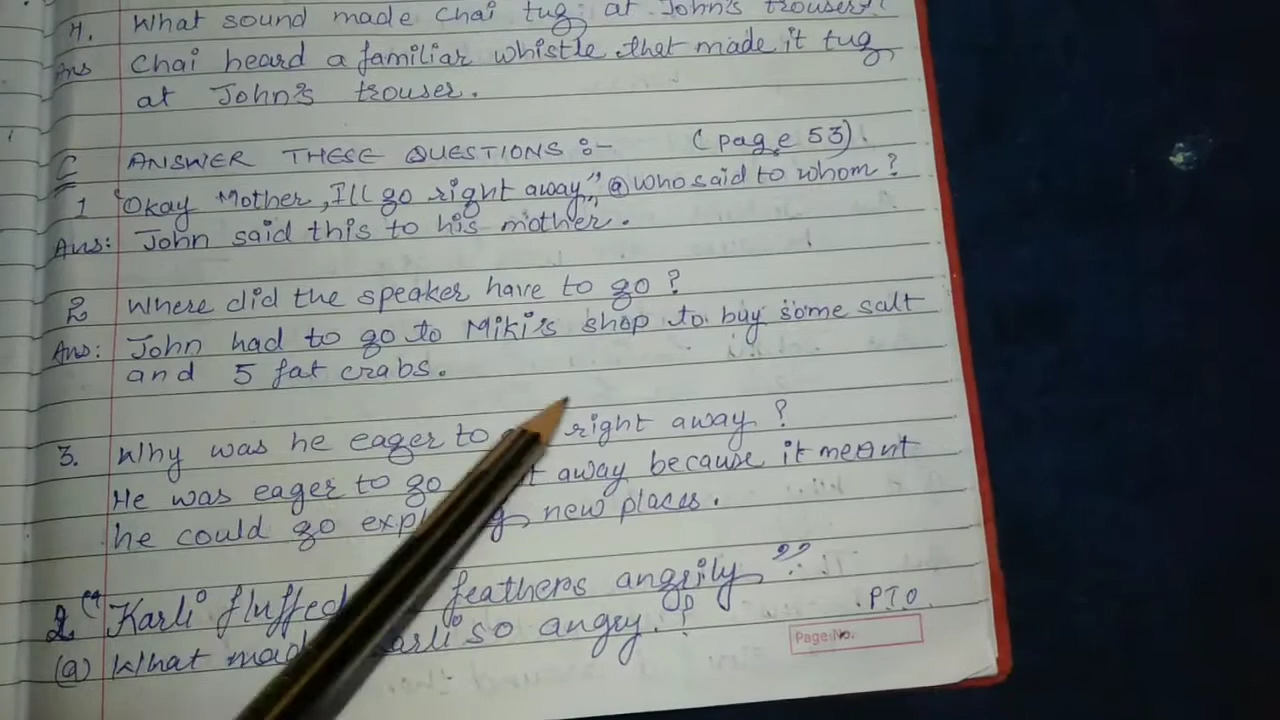 4. What sound made Chai tug at John's trouser?
Ans Chai heard a familiar whistle that made it tug
at John's trouser.
C ANSWER THESE QUESTIONS :- (page 53).
1 "Okay Mother, I'll go right away", (a) who said to whom?
Ans: John said this to his mother.
2 Where did the speaker have to go?
Ans: John had to go to Miki's shop to buy some salt
and 5 fat crabs.
3. Why was he eager to right away?
He was eager to go away because it meant
he could go new places.
2 "Karli fluffed feathers angrily"
.PTO.
(a) What Karli so angry.?
Page No.